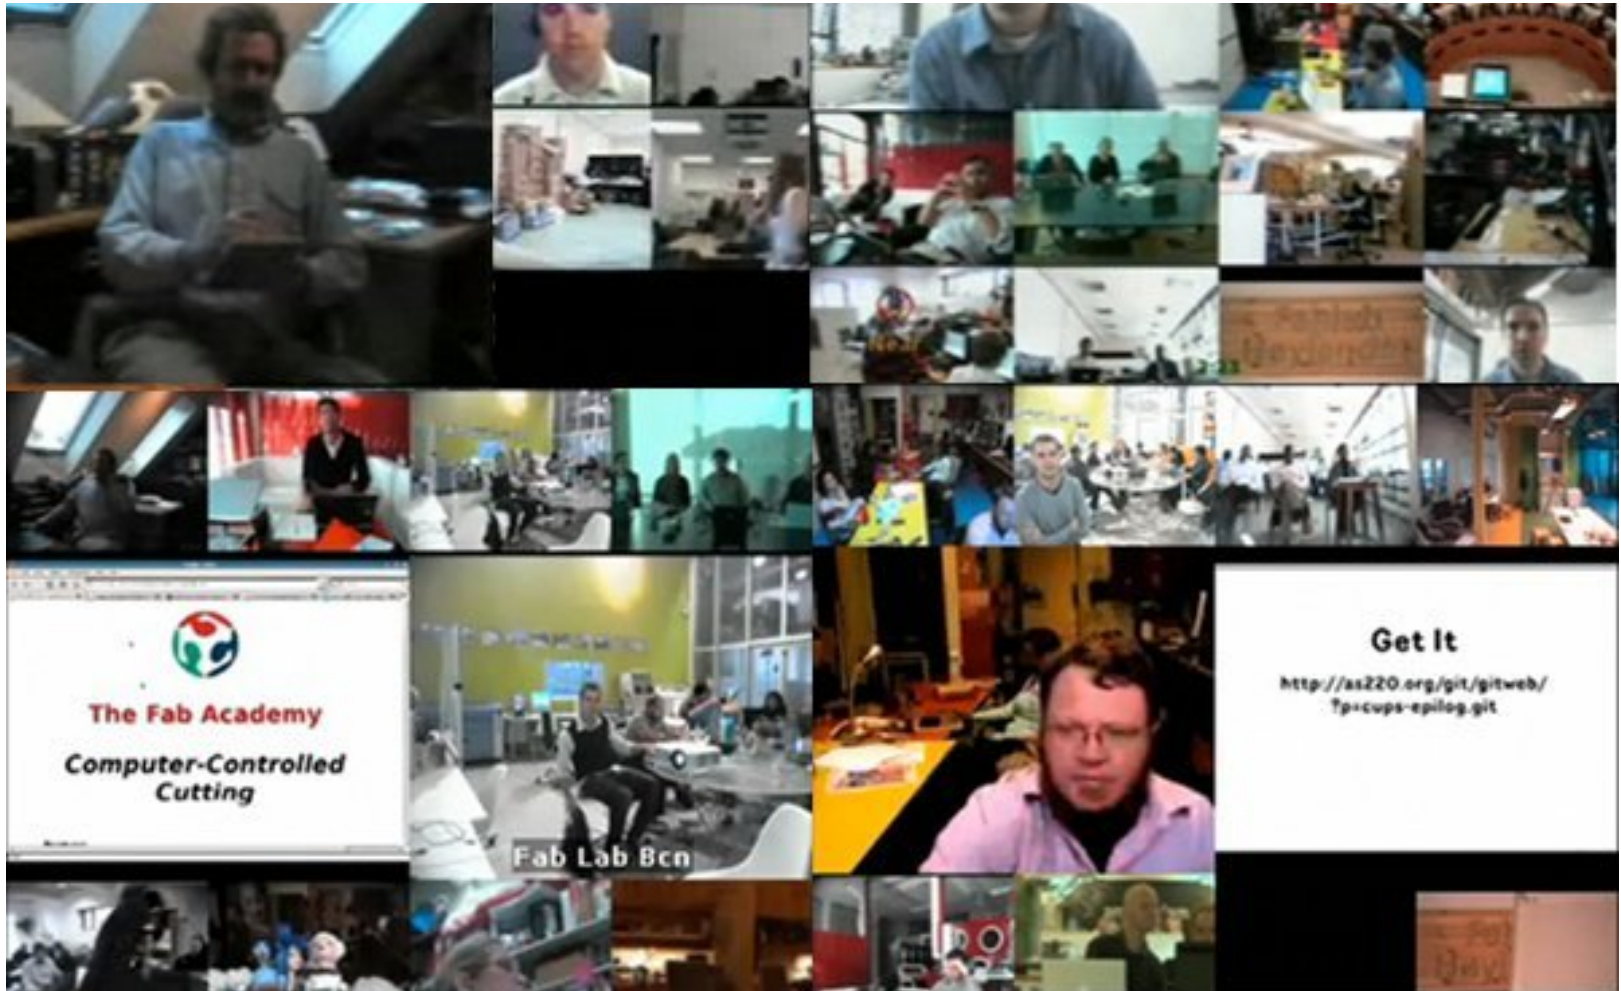 The Fab Academy
Computer-Controlled
Cutting
Fab Lab Bcn
Get It
http://as220.org/git/gitweb/
?p=cups-epilog.git